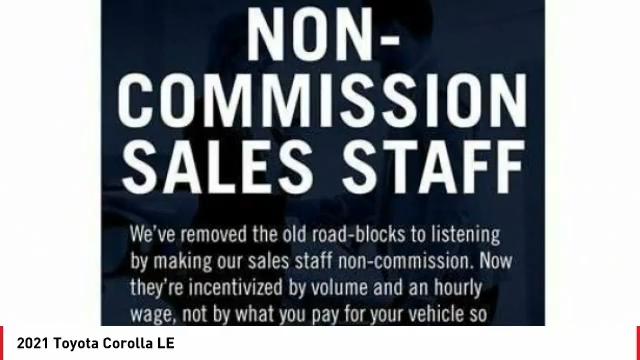 NON-
COMMISSION
SALES STAFF
We've removed the old road-blocks to listening
by making our sales staff non-commission. Now
they're incentivized by volume and an hourly
wage, not by what you pay for your vehicle so
2021 Toyota Corolla LE